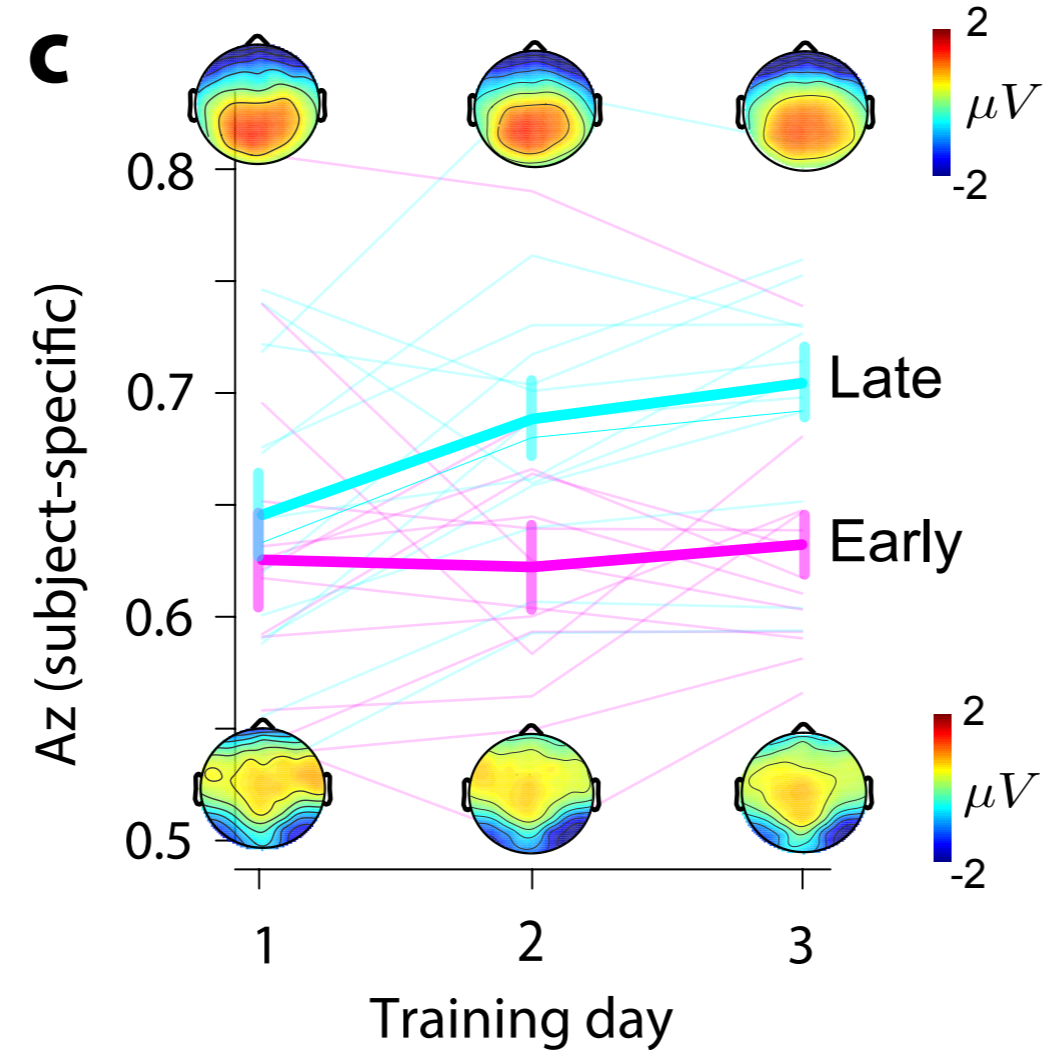 c
2
μV
-2
0.8
0.7
0.6
0.5
Az (subject-specific)
Late
Early
2
μV
-2
1 2 3
Training day